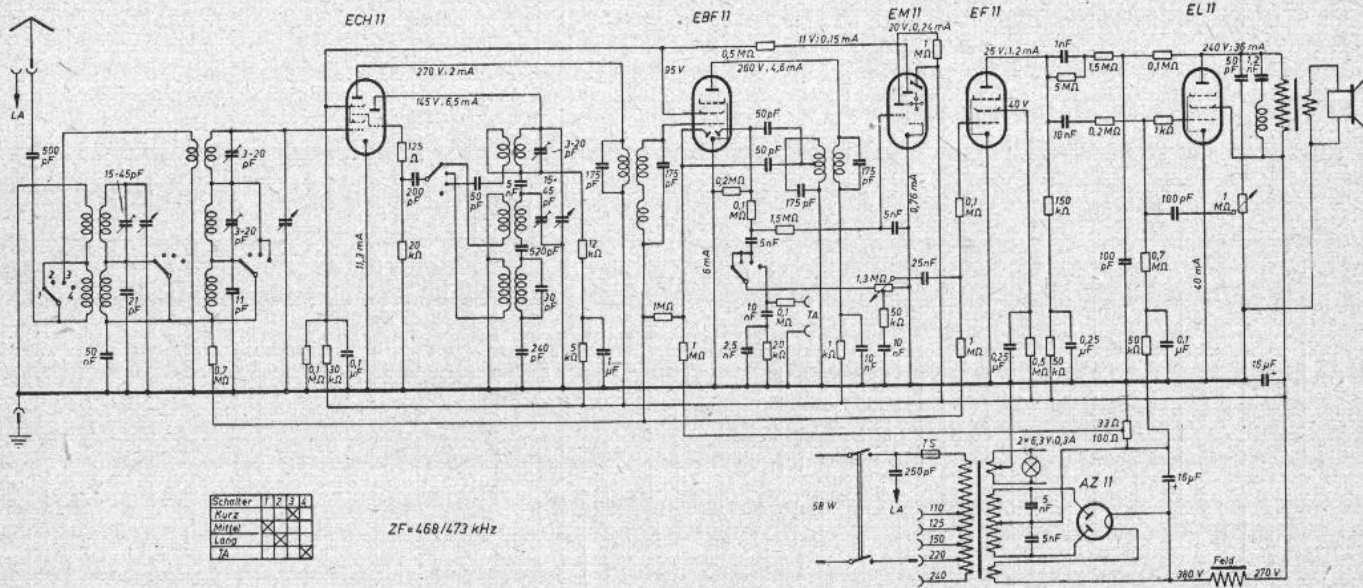 ECH 11
EBF 11
EM 11
EF 11
EL 11
20 V, 0,24 mA
11 V; 0,15 mA
0,5 MΩ
1 MΩ
25 V; 1,2 mA
1 nF
1,5 MΩ
0,1 MΩ
240 V; 36 mA
50 pF
1,2 nF
270 V; 2 mA
95 V
260 V, 4,6 mA
5 MΩ
145 V, 6,5 mA
40 V
LA
500 pF
3-20 pF
125 Ω
3-20 pF
50 pF
10 nF
0,2 MΩ
1 kΩ
15-45 pF
200 pF
50 pF
5 nF
15-45 pF
175 pF
175 pF
50 pF
175 pF
175 pF
0,2 MΩ
0,1 MΩ
0,1 MΩ
150 kΩ
100 pF
1 MΩ
3-20 pF
20 kΩ
520 pF
12 kΩ
1,5 MΩ
5 nF
0,76 mA
5 nF
11,3 mA
6 mA
25 nF
100 pF
0,7 MΩ
40 mA
1 2 3 4
21 pF
11 pF
30 pF
1,3 MΩ
1 MΩ
10 nF
0,1 MΩ
TA
50 kΩ
50 nF
0,7 MΩ
0,1 MΩ
30 kΩ
0,1 µF
240 pF
5 kΩ
1 µF
1 MΩ
2,5 nF
20 kΩ
1 kΩ
10 nF
10 nF
1 MΩ
0,25 µF
0,5 MΩ
50 kΩ
0,25 µF
50 kΩ
0,1 µF
16 µF
+
33 Ω
100 Ω
1 S
2 × 6,3 V; 0,3 A
250 pF
LA
16 µF
+
AZ 11
5 nF
5 nF
58 W
110
125
150
220
240
Feld
380 V
270 V
Schalter 1 2 3 4
Kurz
Mittel
Lang
TA
ZF = 468/473 kHz